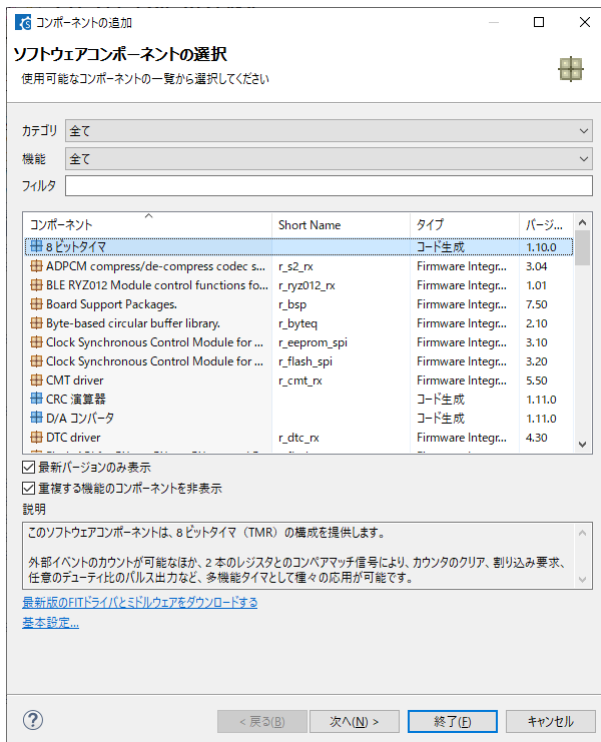 コンポーネントの追加
ソフトウェアコンポーネントの選択
使用可能なコンポーネントの一覧から選択してください
カテゴリ 全て
機能 全て
フィルタ
コンポーネント Short Name タイプ バージ...
8 ビットタイマ コード生成 1.10.0
ADPCM compress/de-compress codec s... r_s2_rx Firmware Integr... 3.04
BLE RYZ012 Module control functions fo... r_ryz012_rx Firmware Integr... 1.01
Board Support Packages. r_bsp Firmware Integr... 7.50
Byte-based circular buffer library. r_byteq Firmware Integr... 2.10
Clock Synchronous Control Module for ... r_eeprom_spi Firmware Integr... 3.10
Clock Synchronous Control Module for ... r_flash_spi Firmware Integr... 3.20
CMT driver r_cmt_rx Firmware Integr... 5.50
CRC 演算器 コード生成 1.11.0
D/A コンバータ コード生成 1.11.0
DTC driver r_dtc_rx Firmware Integr... 4.30
最新バージョンのみ表示
重複する機能のコンポーネントを非表示
説明
このソフトウェアコンポーネントは、8 ビットタイマ（TMR）の構成を提供します。
外部イベントのカウントが可能なほか、2 本のレジスタとのコンペアマッチ信号により、カウンタのクリア、割り込み要求、
任意のデューティ比のパルス出力など、多機能タイマとして種々の応用が可能です。
最新版のFITドライバとミドルウェアをダウンロードする
基本設定...
< 戻る(B) 次へ(N) > 終了(F) キャンセル